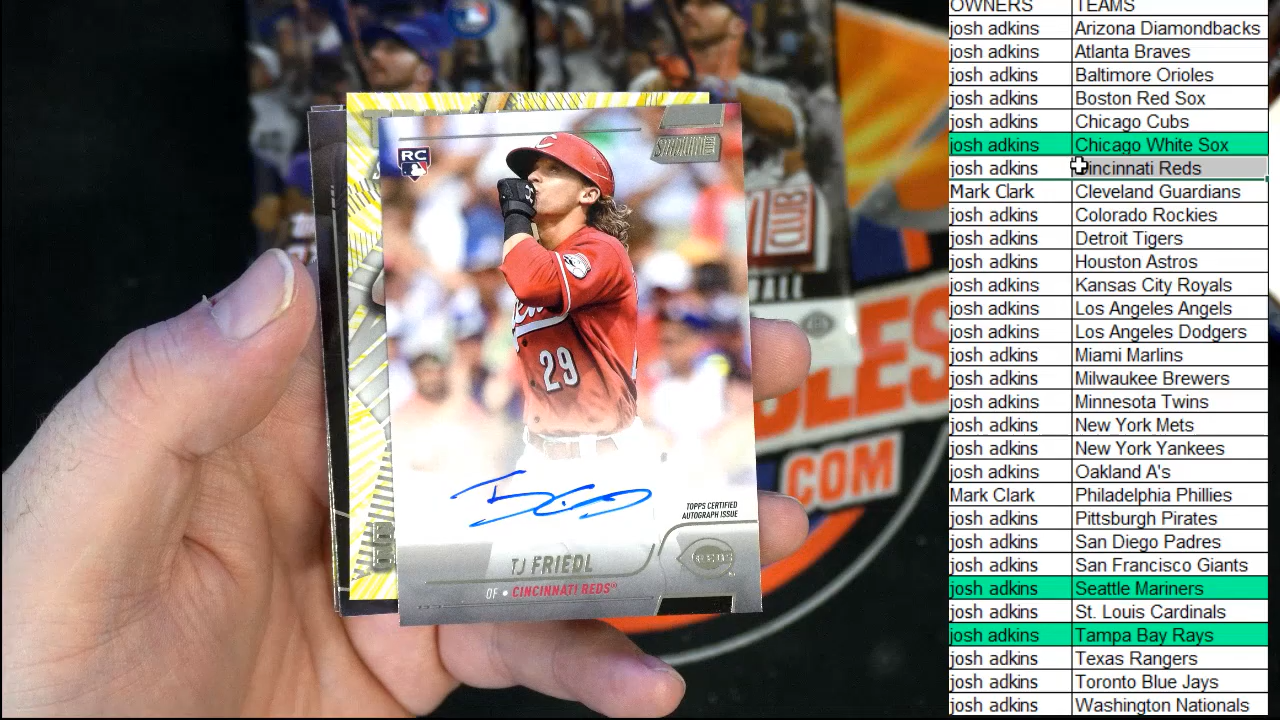 RC
STADIUM CLUB
29
TOPPS CERTIFIED
AUTOGRAPH ISSUE
TJ FRIEDL
REDS
OF • CINCINNATI REDS
CLUB
.COM
OWNERS TEAMS
josh adkins Arizona Diamondbacks
josh adkins Atlanta Braves
josh adkins Baltimore Orioles
josh adkins Boston Red Sox
josh adkins Chicago Cubs
josh adkins Chicago White Sox
josh adkins Cincinnati Reds
Mark Clark Cleveland Guardians
josh adkins Colorado Rockies
josh adkins Detroit Tigers
josh adkins Houston Astros
josh adkins Kansas City Royals
josh adkins Los Angeles Angels
josh adkins Los Angeles Dodgers
josh adkins Miami Marlins
josh adkins Milwaukee Brewers
josh adkins Minnesota Twins
josh adkins New York Mets
josh adkins New York Yankees
josh adkins Oakland A's
Mark Clark Philadelphia Phillies
josh adkins Pittsburgh Pirates
josh adkins San Diego Padres
josh adkins San Francisco Giants
josh adkins Seattle Mariners
josh adkins St. Louis Cardinals
josh adkins Tampa Bay Rays
josh adkins Texas Rangers
josh adkins Toronto Blue Jays
josh adkins Washington Nationals